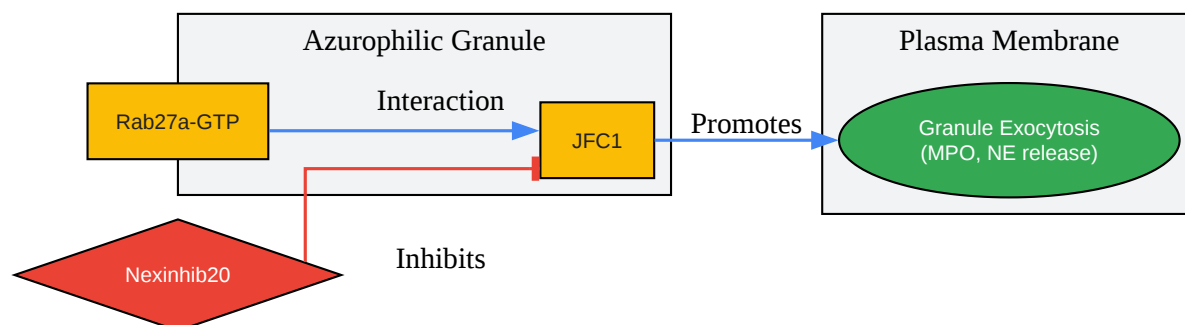 Azurophilic Granule
Plasma Membrane
Rab27a-GTP
Interaction
JFC1
Promotes
Granule Exocytosis
(MPO, NE release)
Nexinhib20
Inhibits